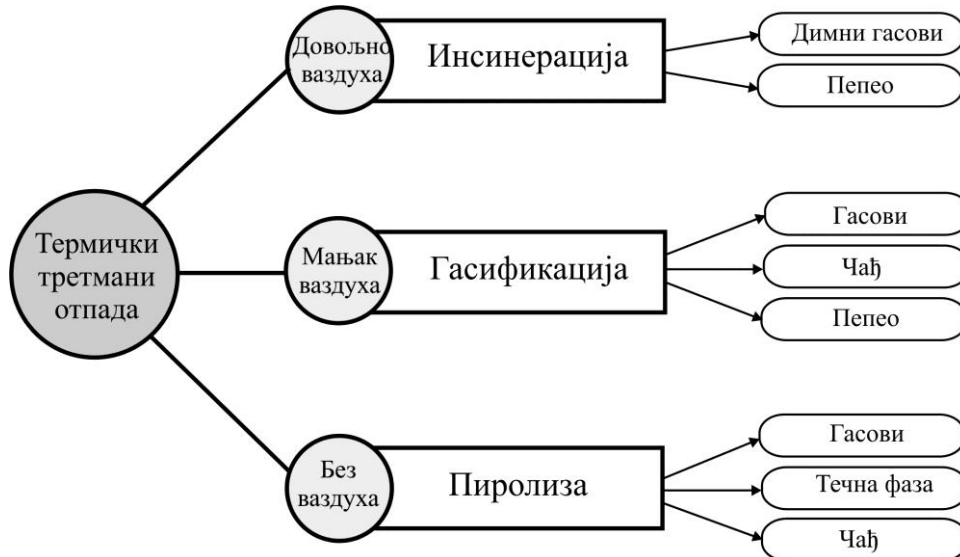 Термички
третмани
отпада
Довољно
ваздуха
Инсинерација
Димни гасови
Пепео
Мањак
ваздуха
Гасификација
Гасови
Чађ
Пепео
Без
ваздуха
Пиролиза
Гасови
Течна фаза
Чађ